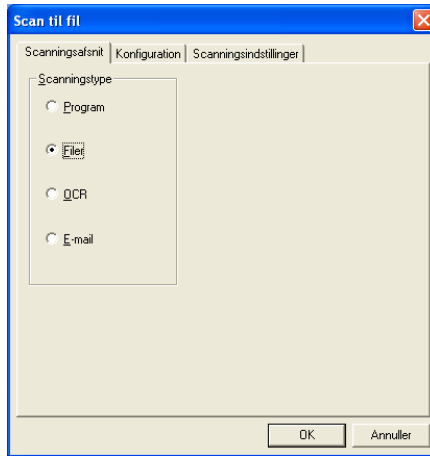 Scan til fil
Scanningsafsnit Konfiguration Scanningsindstillinger
Scanningstype
Program
Filer
OCR
E-mail
OK Annuller